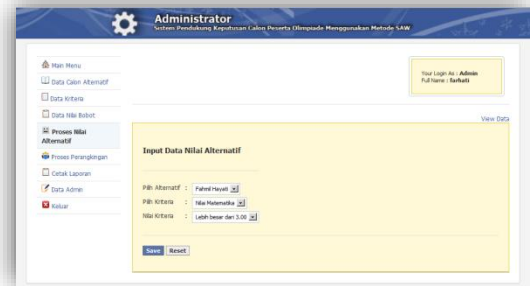 Administrator
Sistem Pendukung Keputusan Calon Peserta Olimpiade Menggunakan Metode SAW
Main Menu
Data Calon Alternatif
Data Kriteria
Data Nilai Bobot
Proses Nilai
Alternatif
Proses Perangkingan
Cetak Laporan
Data Admin
Keluar
Your Login As : Admin
Full Name : farhati
View Data
Input Data Nilai Alternatif
Pilih Alternatif : Fahmil Hayati
Pilih Kriteria : Nilai Matematika
Nilai Kriteria : Lebih besar dari 3.00
Save Reset